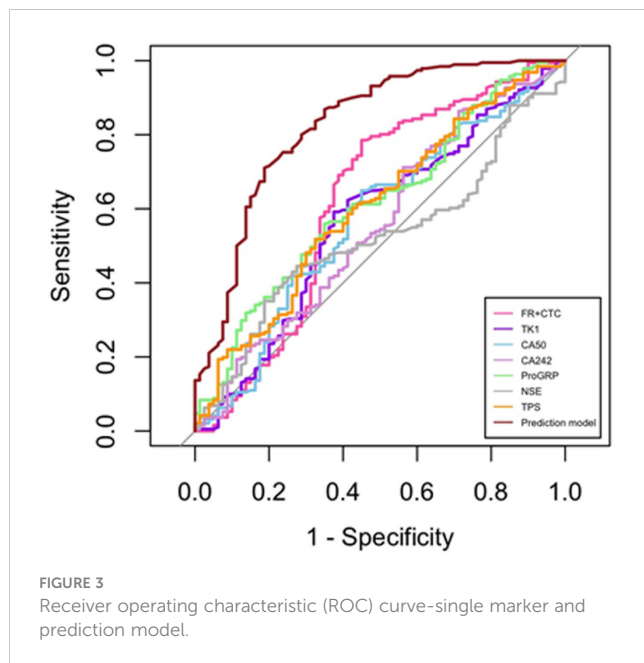 1.0
0.8
0.6
0.4
0.2
0.0
Sensitivity
FR+CTC
TK1
CA50
CA242
ProGRP
NSE
TPS
Prediction model
0.0 0.2 0.4 0.6 0.8 1.0
1 - Specificity
FIGURE 3
Receiver operating characteristic (ROC) curve-single marker and
prediction model.